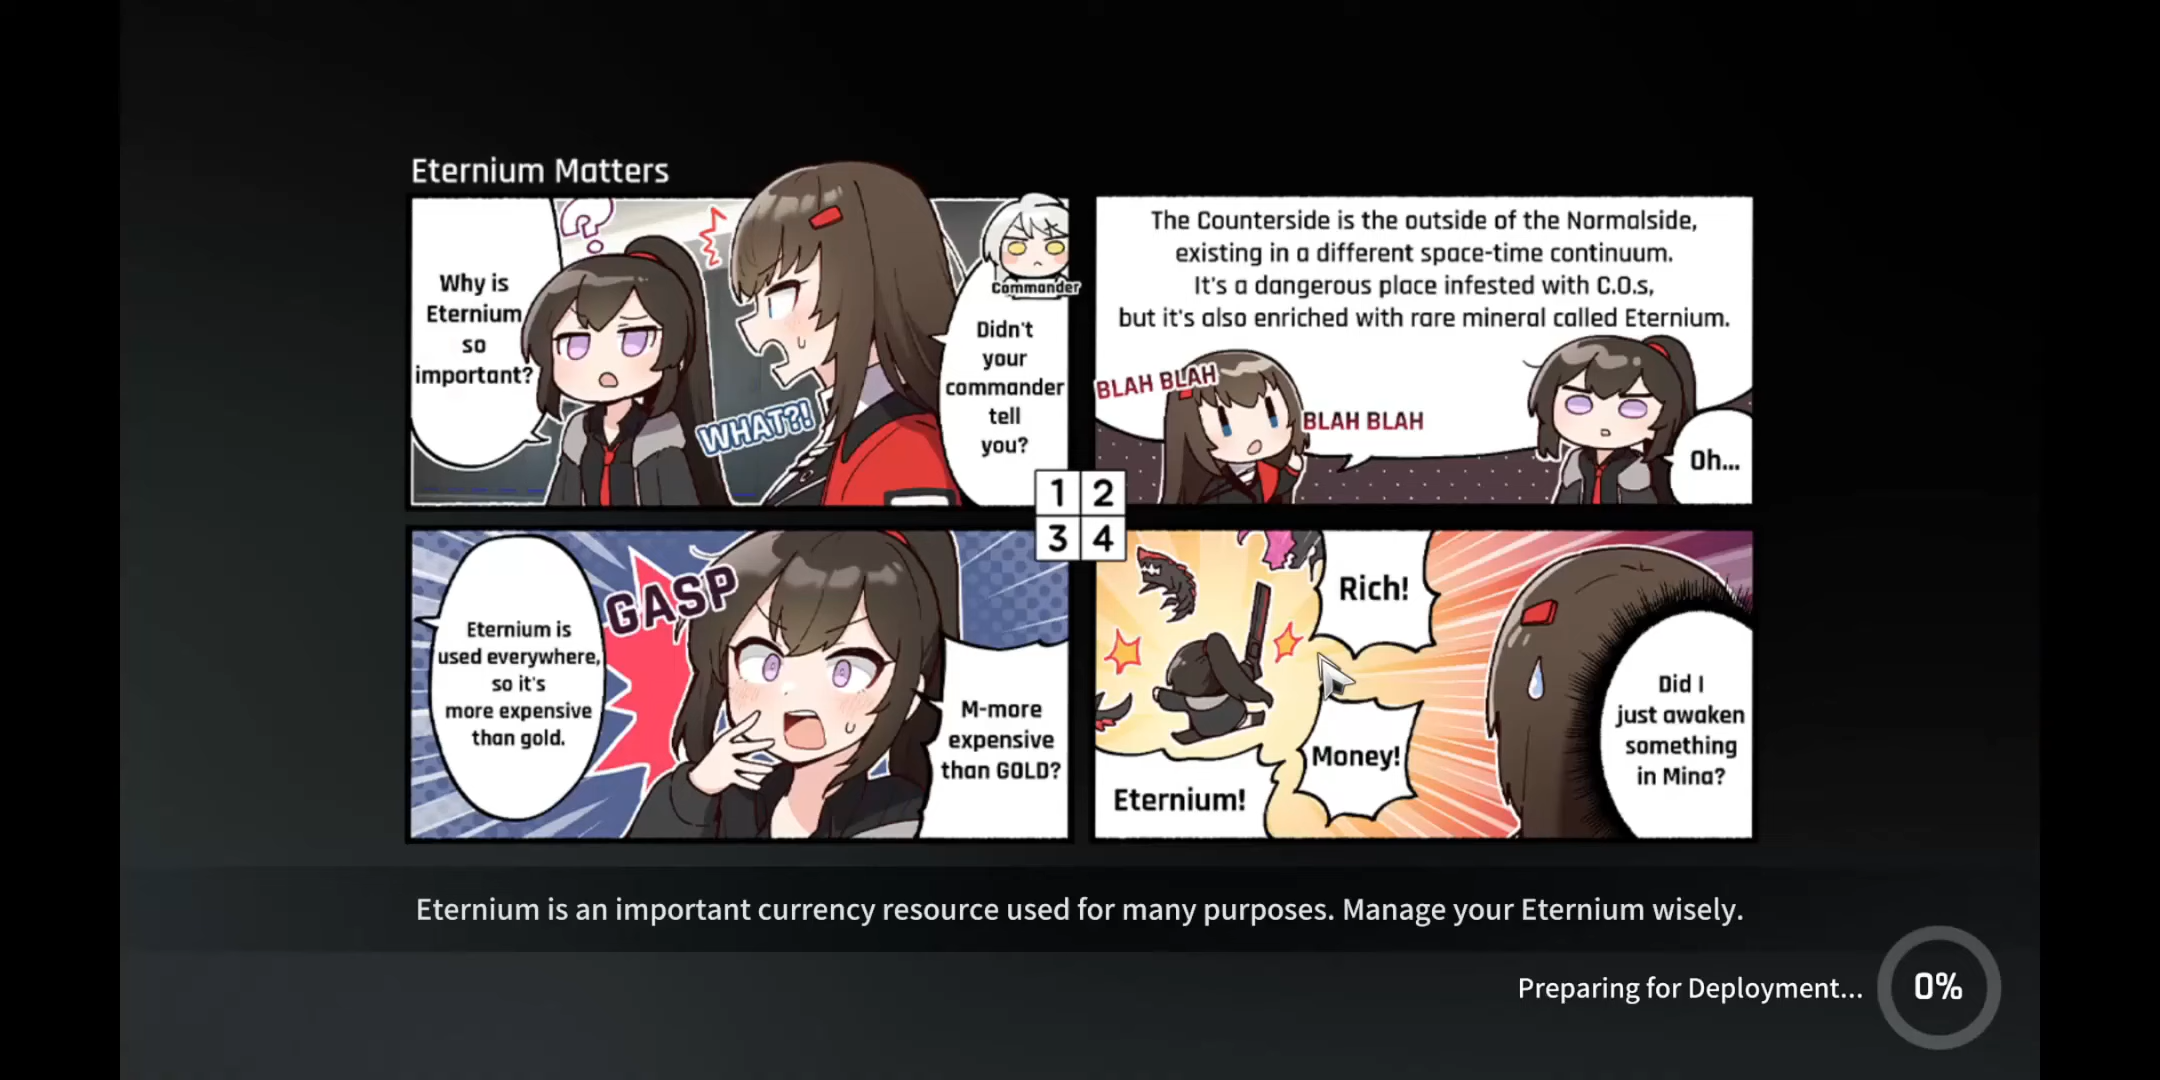 Eternium Matters
Why is
Eternium
so
important?
WHAT?!
Commander
Didn't
your
commander
tell
you?
The Counterside is the outside of the Normalside,
existing in a different space-time continuum.
It's a dangerous place infested with C.O.s,
but it's also enriched with rare mineral called Eternium.
BLAH BLAH
BLAH BLAH
Oh...
1 2
3 4
Eternium is
used everywhere,
so it's
more expensive
than gold.
GASP
M-more
expensive
than GOLD?
Rich!
Money!
Eternium!
Did I
just awaken
something
in Mina?
Eternium is an important currency resource used for many purposes. Manage your Eternium wisely.
Preparing for Deployment...
0%